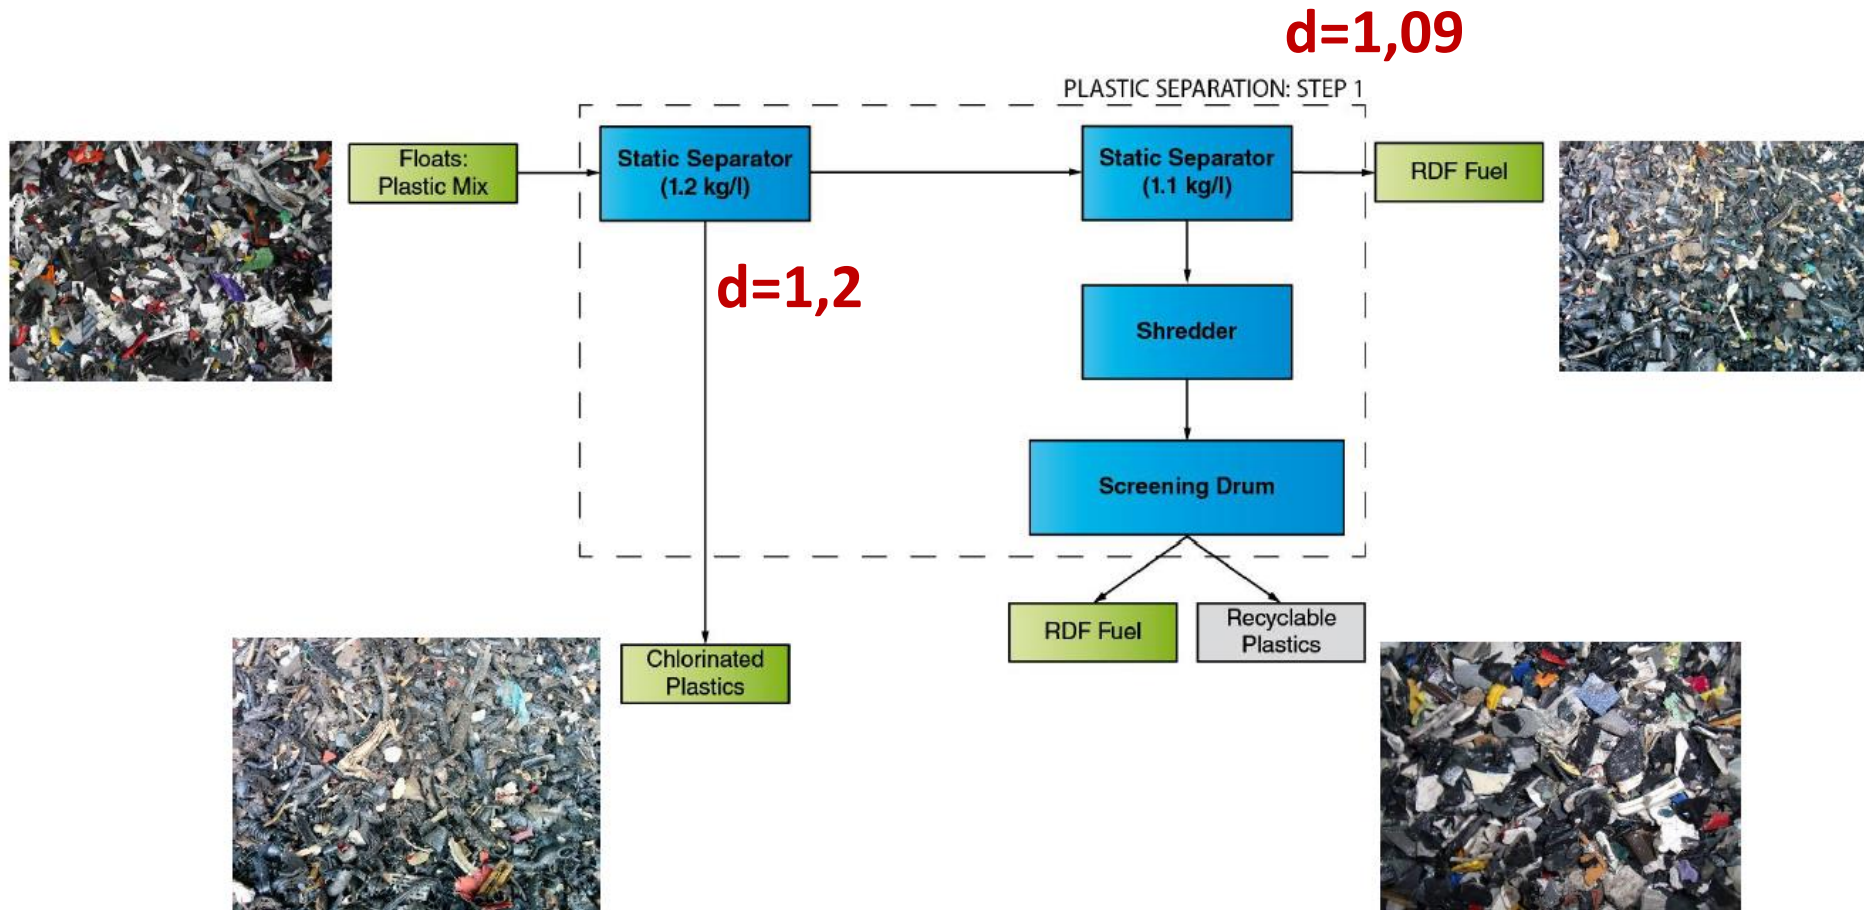 d=1,09
PLASTIC SEPARATION: STEP 1
Floats:
Plastic Mix
Static Separator
(1.2 kg/l)
Static Separator
(1.1 kg/l)
RDF Fuel
d=1,2
Shredder
Screening Drum
RDF Fuel
Recyclable
Plastics
Chlorinated
Plastics